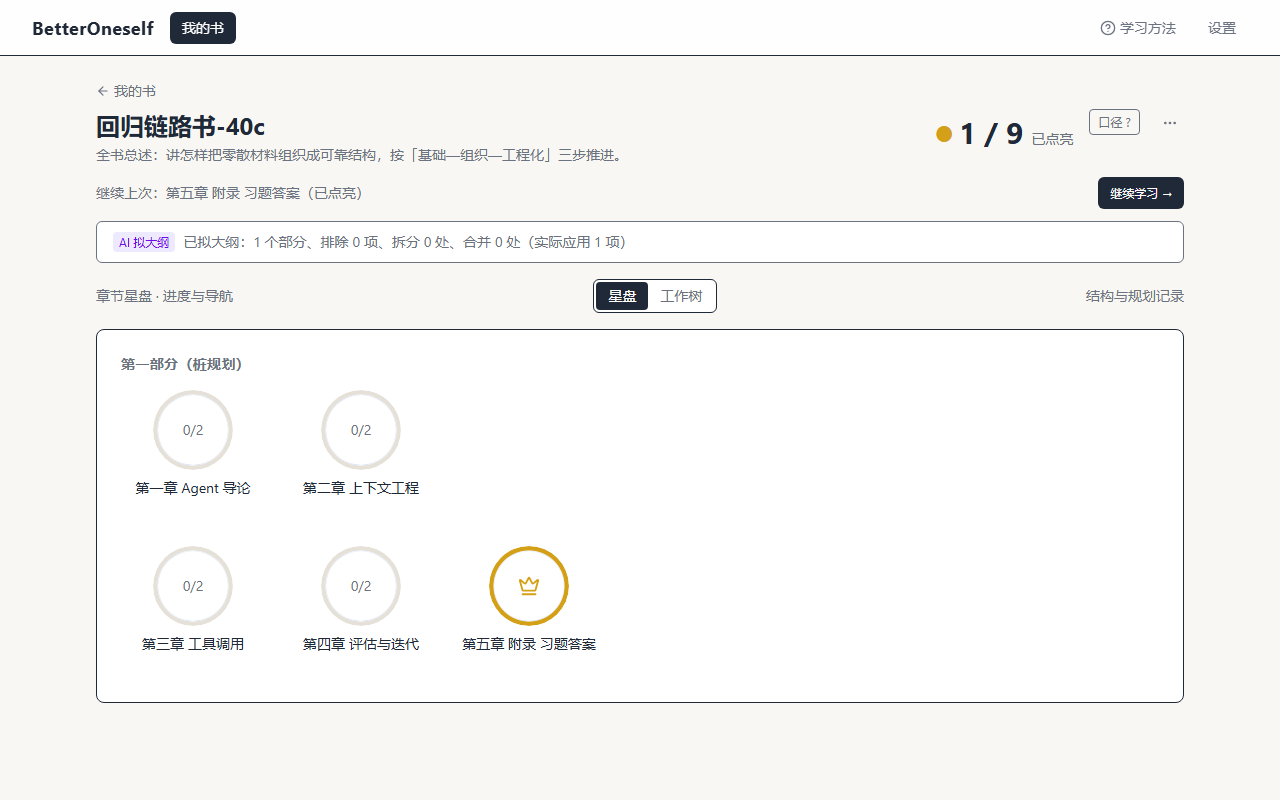 BetterOneself 我的书 学习方法 设置
← 我的书
回归链路书-40c
1 / 9 已点亮 口径 ? ···
全书总述：讲怎样把零散材料组织成可靠结构，按「基础—组织—工程化」三步推进。
继续上次：第五章 附录 习题答案（已点亮） 继续学习 →
AI 拟大纲 已拟大纲：1 个部分、排除 0 项、拆分 0 处、合并 0 处（实际应用 1 项）
章节星盘 · 进度与导航 星盘 工作树 结构与规划记录
第一部分（桩规划）
0/2 0/2
第一章 Agent 导论 第二章 上下文工程
0/2 0/2
第三章 工具调用 第四章 评估与迭代 第五章 附录 习题答案